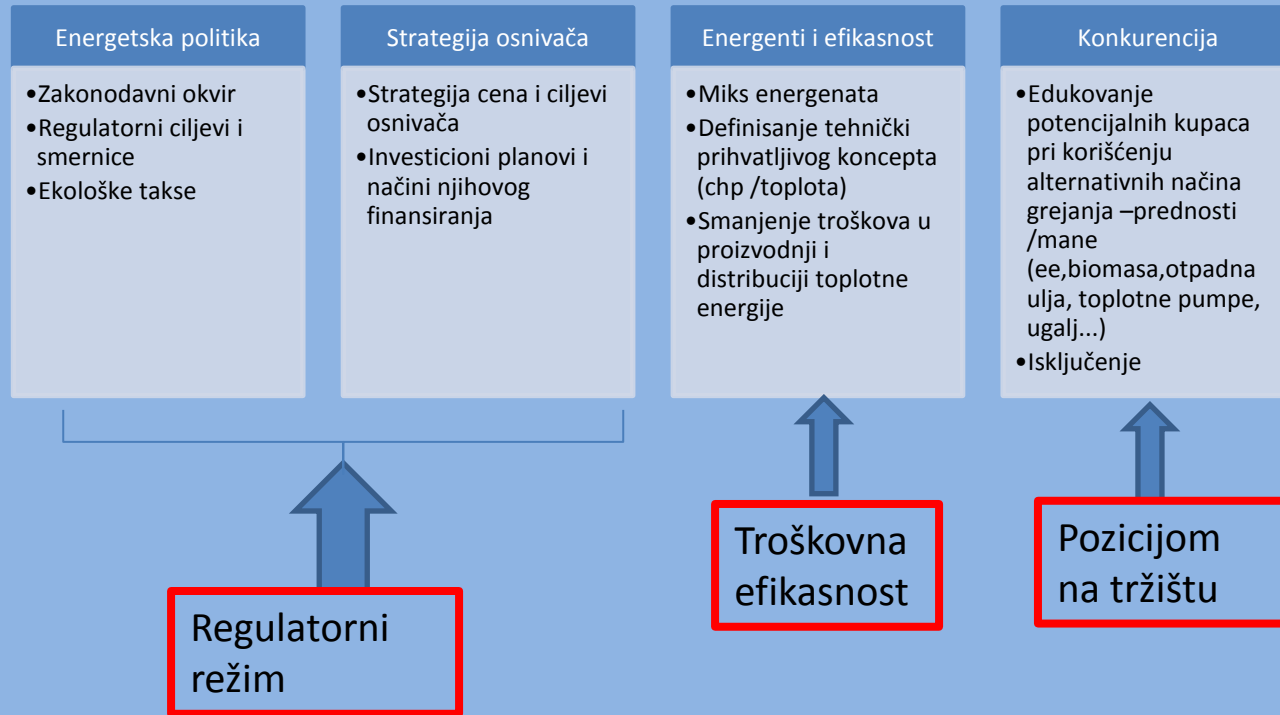 Energetska politika
•Zakonodavni okvir
•Regulatorni ciljevi i
smernice
•Ekološke takse
Strategija osnivača
•Strategija cena i ciljevi
osnivača
•Investicioni planovi i
načini njihovog
finansiranja
Energenti i efikasnost
•Miks energenata
•Definisanje tehnički
prihvatljivog koncepta
(chp /toplota)
•Smanjenje troškova u
proizvodnji i
distribuciji toplotne
energije
Konkurencija
•Edukovanje
potencijalnih kupaca
pri korišćenju
alternativnih načina
grejanja –prednosti
/mane
(ee,biomasa,otpadna
ulja, toplotne pumpe,
ugalj...)
•Isključenje
Regulatorni
režim
Troškovna
efikasnost
Pozicijom
na tržištu